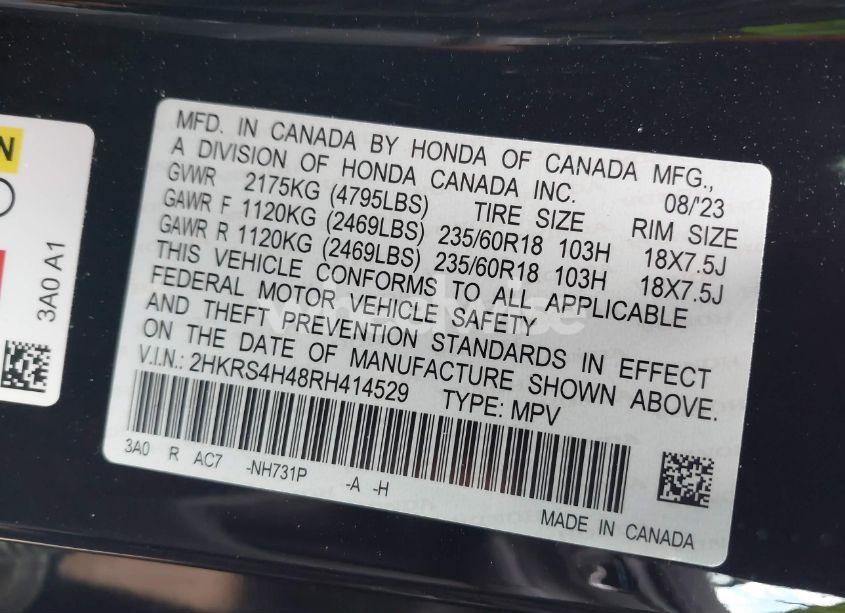 MFD. IN CANADA BY HONDA OF CANADA MFG.,
A DIVISION OF HONDA CANADA INC. 08/'23
GVWR 2175KG (4795LBS) TIRE SIZE RIM SIZE
GAWR F 1120KG (2469LBS) 235/60R18 103H 18X7.5J
GAWR R 1120KG (2469LBS) 235/60R18 103H 18X7.5J
THIS VEHICLE CONFORMS TO ALL APPLICABLE
FEDERAL MOTOR VEHICLE SAFETY
AND THEFT PREVENTION STANDARDS IN EFFECT
ON THE DATE OF MANUFACTURE SHOWN ABOVE.
V.I.N.: 2HKRS4H48RH414529 TYPE: MPV
3A0 R AC7 -NH731P -A -H
MADE IN CANADA
N
3A0 A1